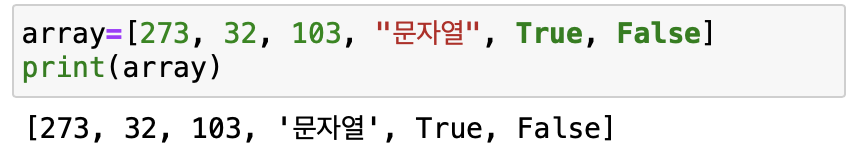 array=[273, 32, 103, "문자열", True, False]
print(array)
[273, 32, 103, '문자열', True, False]